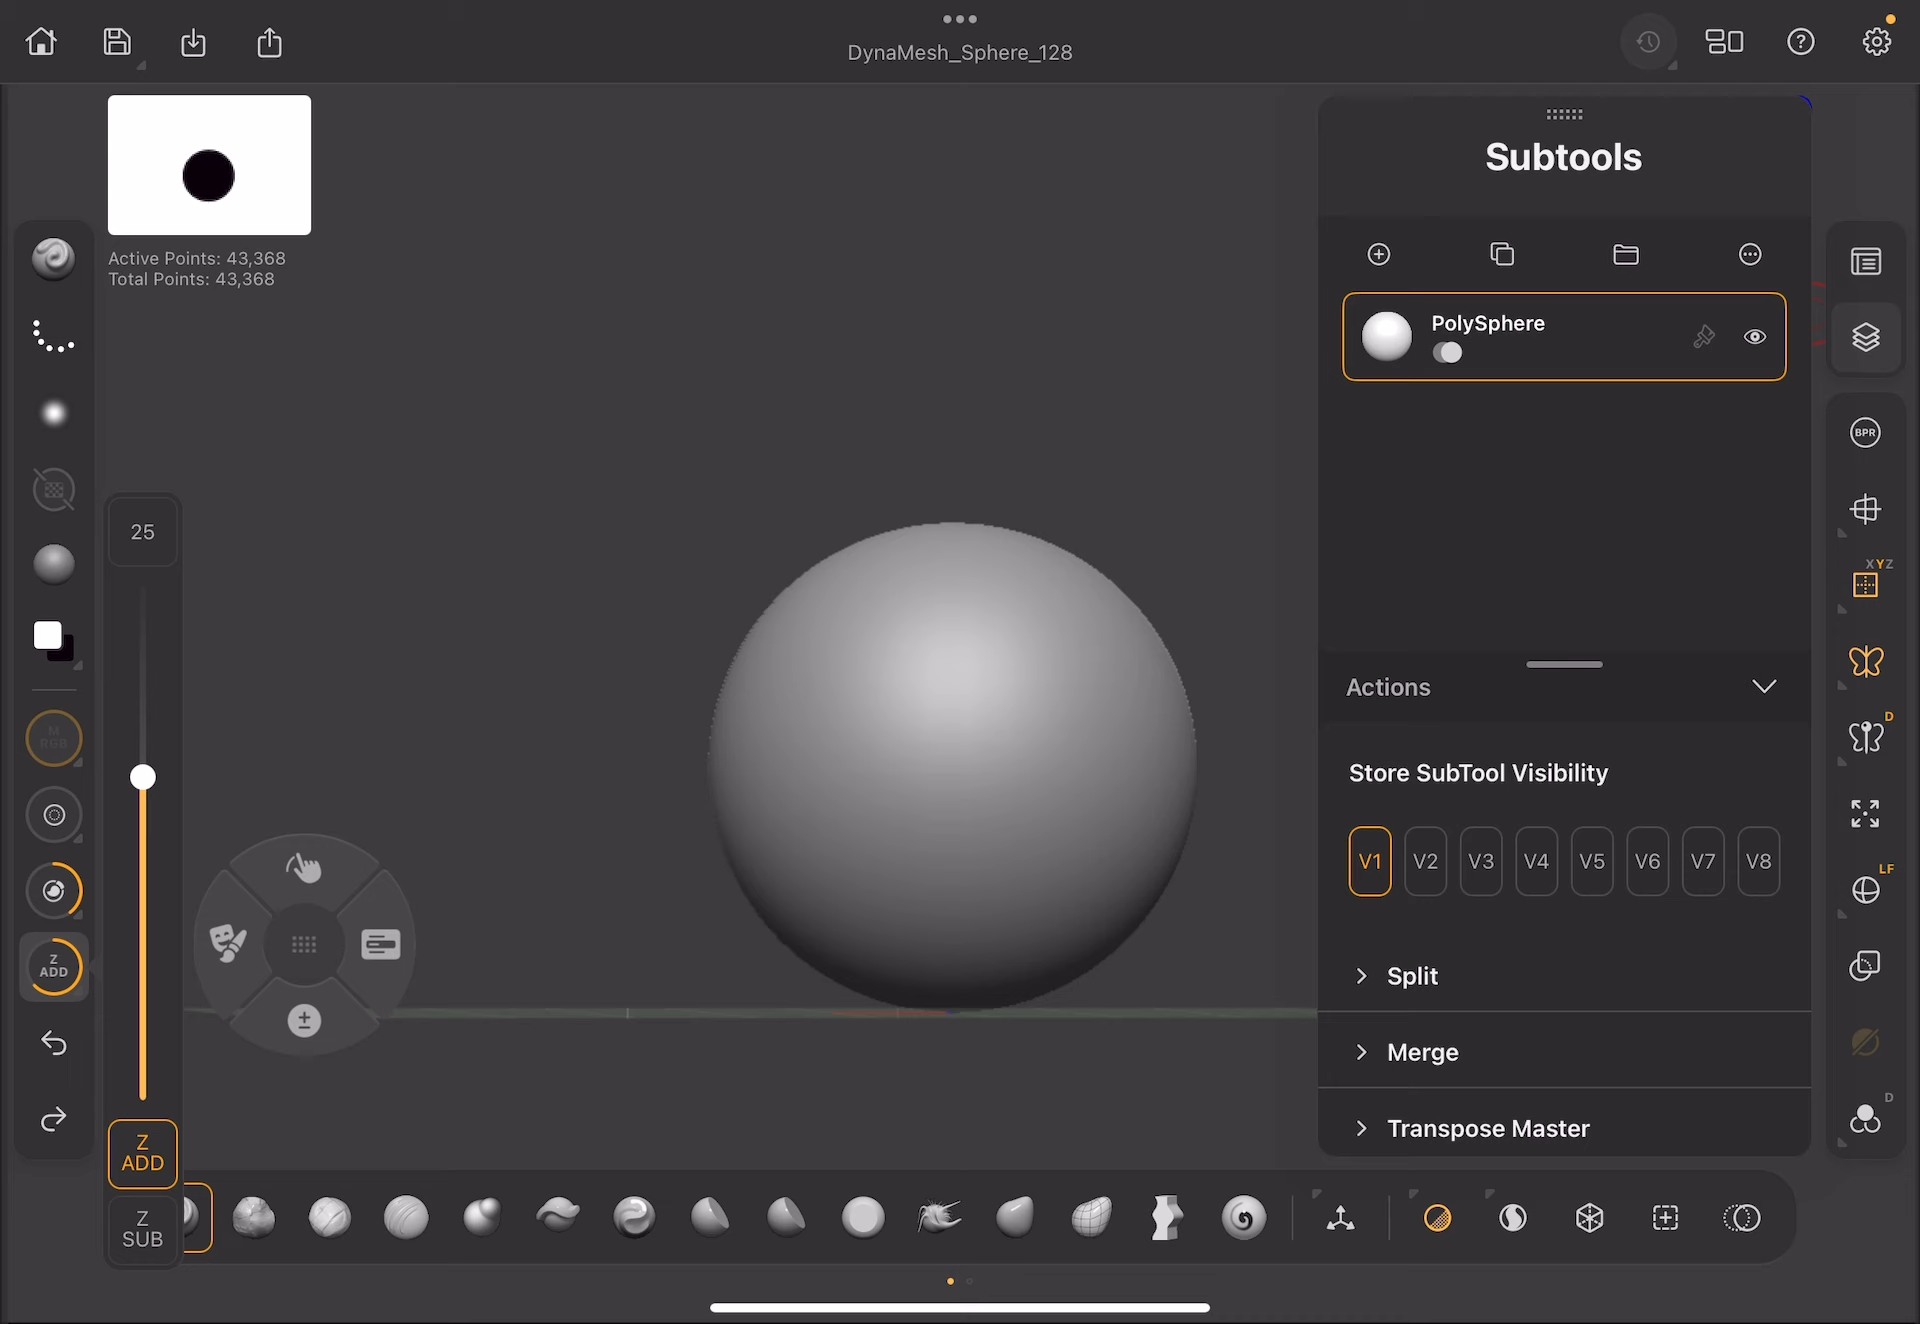 DynaMesh_Sphere_128
Active Points: 43,368
Total Points: 43,368
25
M
RGB
Z
ADD
Z
ADD
Z
SUB
Subtools
PolySphere
Actions
Store SubTool Visibility
V1 V2 V3 V4 V5 V6 V7 V8
Split
Merge
Transpose Master
BPR
XYZ
D
LF
D